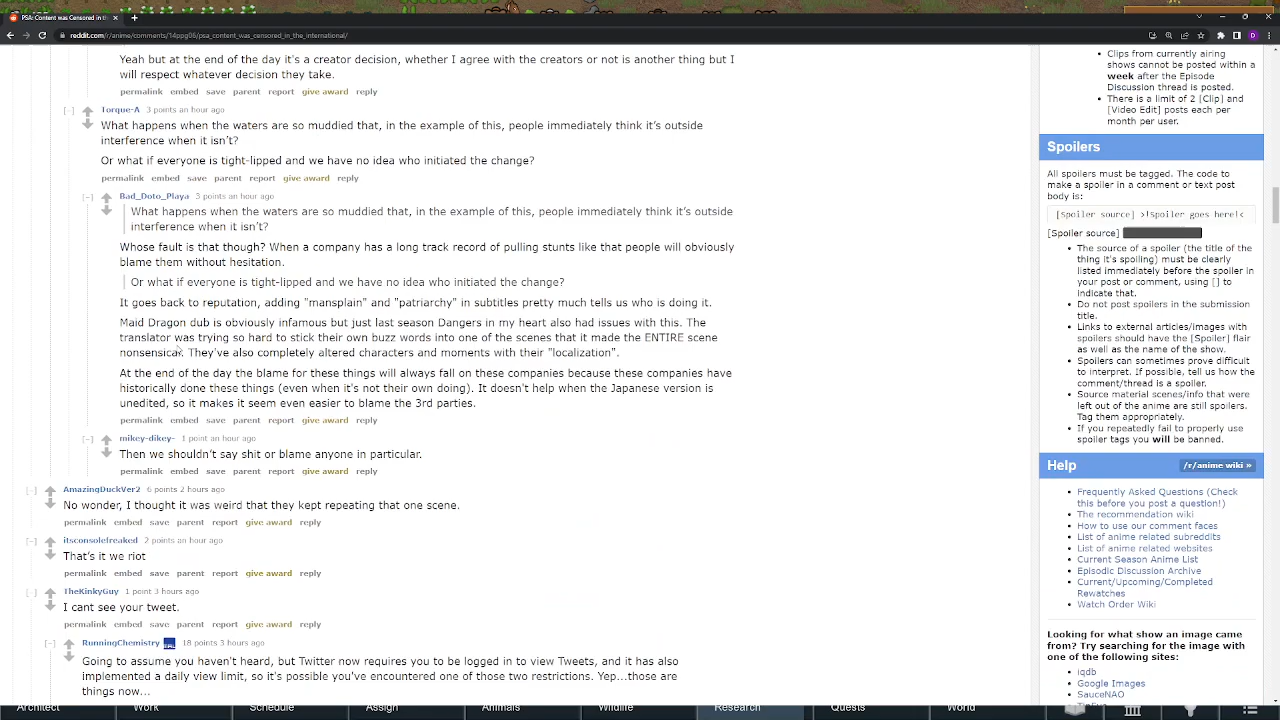 PSA: Content was Censored in th
reddit.com/r/anime/comments/14ppg06/psa_content_was_censored_in_the_international/
Yeah but at the end of the day it's a creator decision, whether I agree with the creators or not is another thing but I
will respect whatever decision they take.
permalink embed save parent report give award reply
[-] Torque-A 3 points an hour ago
What happens when the waters are so muddied that, in the example of this, people immediately think it's outside
interference when it isn't?
Or what if everyone is tight-lipped and we have no idea who initiated the change?
permalink embed save parent report give award reply
[-] Bad_Doto_Playa 3 points an hour ago
What happens when the waters are so muddied that, in the example of this, people immediately think it's outside
interference when it isn't?
Whose fault is that though? When a company has a long track record of pulling stunts like that people will obviously
blame them without hesitation.
Or what if everyone is tight-lipped and we have no idea who initiated the change?
It goes back to reputation, adding "mansplain" and "patriarchy" in subtitles pretty much tells us who is doing it.
Maid Dragon dub is obviously infamous but just last season Dangers in my heart also had issues with this. The
translator was trying so hard to stick their own buzz words into one of the scenes that it made the ENTIRE scene
nonsensical. They've also completely altered characters and moments with their "localization".
At the end of the day the blame for these things will always fall on these companies because these companies have
historically done these things (even when it's not their own doing). It doesn't help when the Japanese version is
unedited, so it makes it seem even easier to blame the 3rd parties.
permalink embed save parent report give award reply
[-] mikey-dikey- 1 point an hour ago
Then we shouldn't say shit or blame anyone in particular.
permalink embed save parent report give award reply
[-] AmazingDuckVer2 6 points 2 hours ago
No wonder, I thought it was weird that they kept repeating that one scene.
permalink embed save parent report give award reply
[-] itsconsolefreaked 2 points an hour ago
That's it we riot
permalink embed save parent report give award reply
[-] TheKinkyGuy 1 point 3 hours ago
I cant see your tweet.
permalink embed save parent report give award reply
[-] RunningChemistry 18 points 3 hours ago
Going to assume you haven't heard, but Twitter now requires you to be logged in to view Tweets, and it has also
implemented a daily view limit, so it's possible you've encountered one of those two restrictions. Yep...those are
things now...
Clips from currently airing
shows cannot be posted within a
week after the Episode
Discussion thread is posted.
There is a limit of 2 [Clip] and
[Video Edit] posts each per
month per user.
Spoilers
All spoilers must be tagged. The code to
make a spoiler in a comment or text post
body is:
[Spoiler source] >!Spoiler goes here!<
[Spoiler source]
The source of a spoiler (the title of the
thing it's spoiling) must be clearly
listed immediately before the spoiler in
your post or comment, using [] to
indicate that.
Do not post spoilers in the submission
title.
Links to external articles/images with
spoilers should have the [Spoiler] flair
as well as the name of the show.
Spoilers can sometimes prove difficult
to interpret. If possible, tell us how the
comment/thread is a spoiler.
Source material scenes/info that were
left out of the anime are still spoilers.
Tag them appropriately.
If you repeatedly fail to properly use
spoiler tags you will be banned.
Help /r/anime wiki »
Frequently Asked Questions (Check
this before you post a question!)
The recommendation wiki
How to use our comment faces
List of anime related subreddits
List of anime related websites
Current Season Anime List
Episodic Discussion Archive
Current/Upcoming/Completed
Rewatches
Watch Order Wiki
Looking for what show an image came
from? Try searching for the image with
one of the following sites:
iqdb
Google Images
SauceNAO
Architect Work Schedule Assign Animals Wildlife Research Quests World